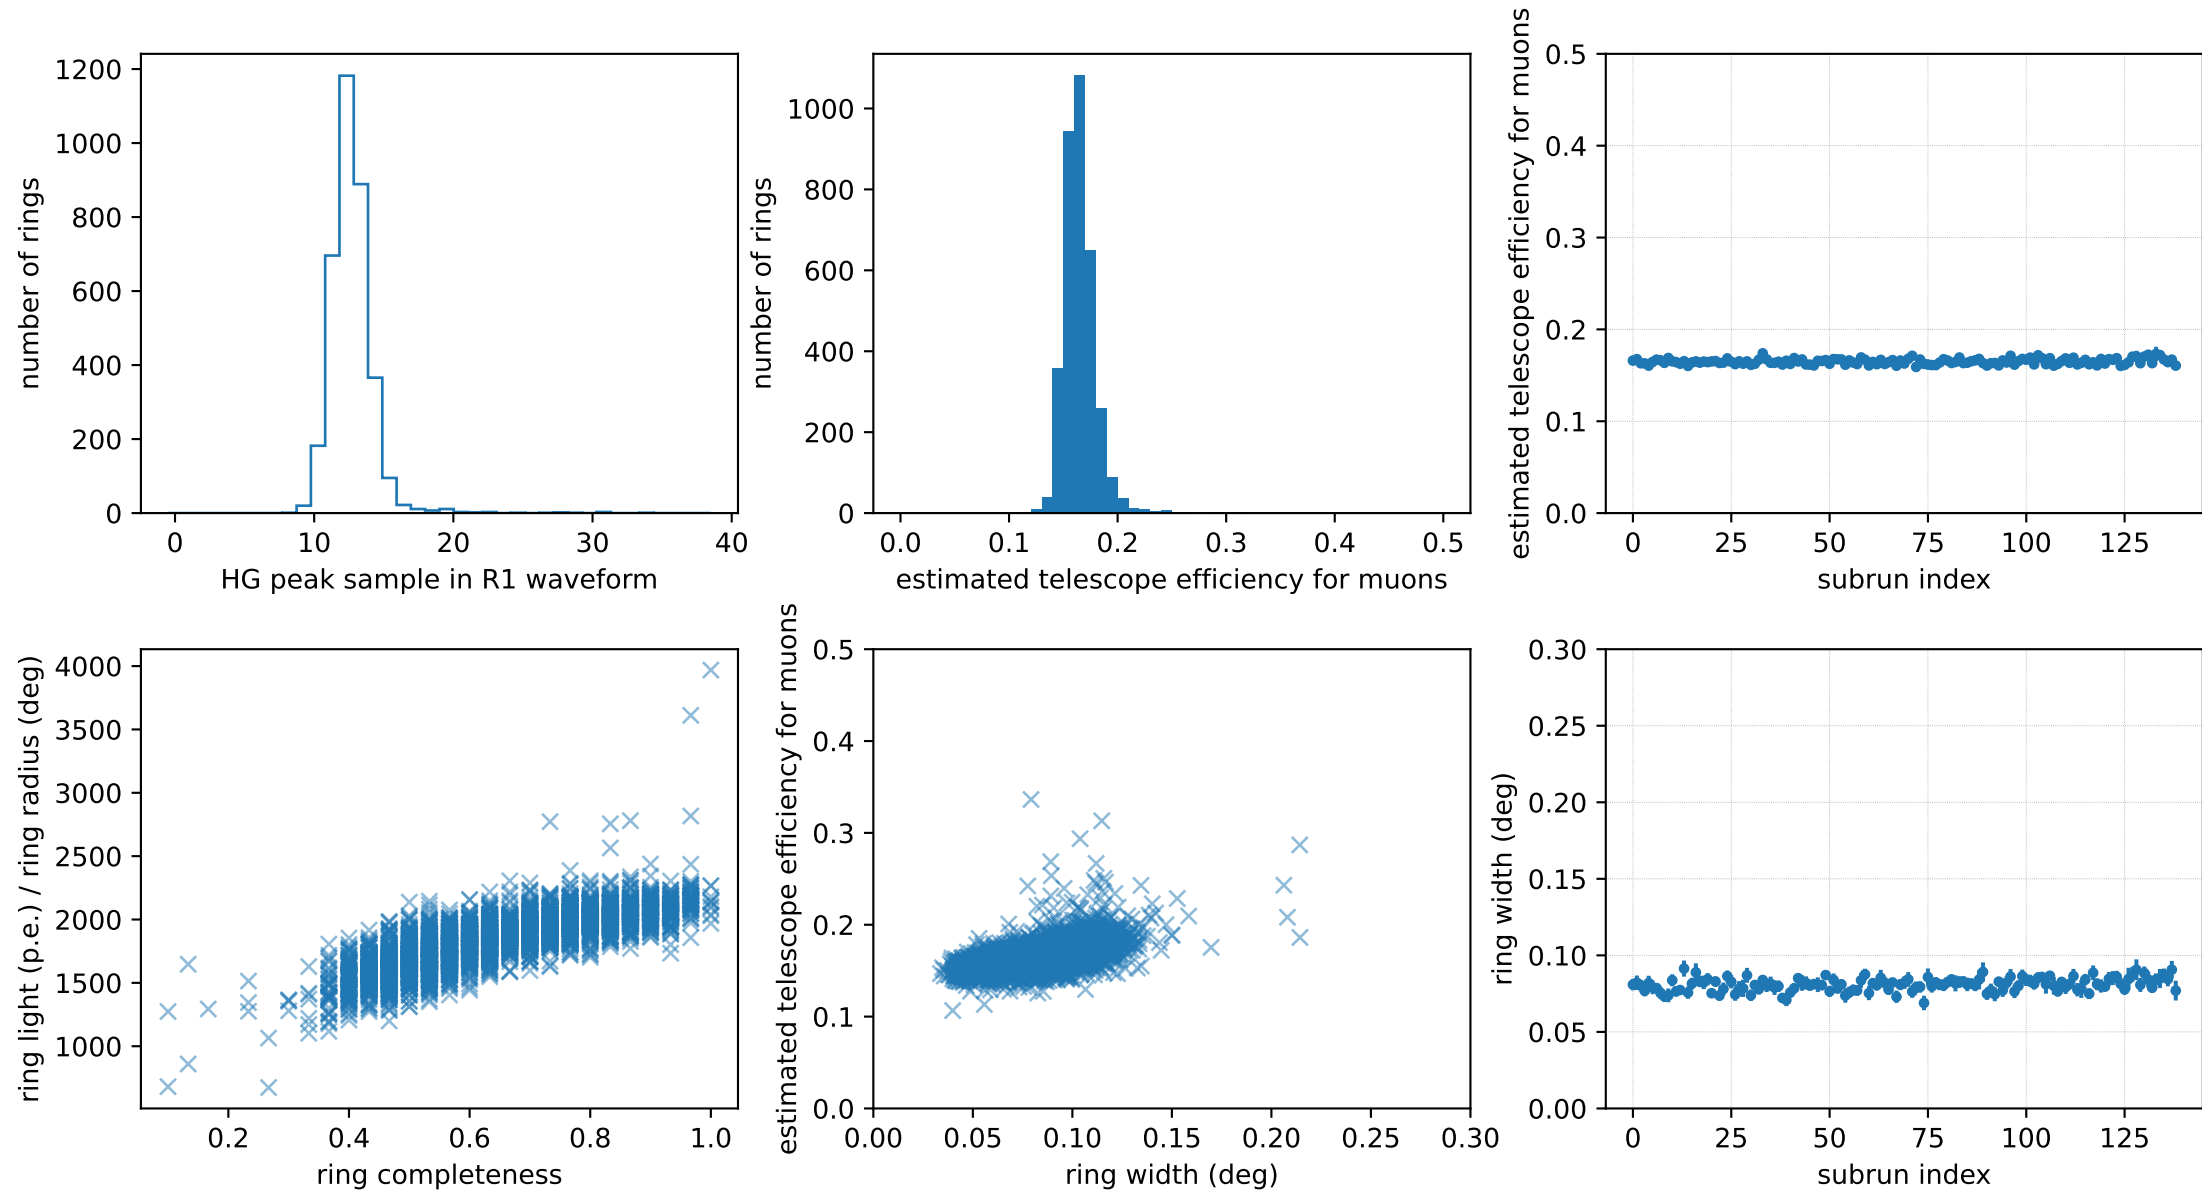 number of rings
1200
1000
800
600
400
200
0
0 10 20 30 40
HG peak sample in R1 waveform
number of rings
1000
800
600
400
200
0
0.0 0.1 0.2 0.3 0.4 0.5
estimated telescope efficiency for muons
estimated telescope efficiency for muons
0.5
0.4
0.3
0.2
0.1
0.0
0 25 50 75 100 125
subrun index
ring light (p.e.) / ring radius (deg)
4000
3500
3000
2500
2000
1500
1000
0.2 0.4 0.6 0.8 1.0
ring completeness
estimated telescope efficiency for muons
0.5
0.4
0.3
0.2
0.1
0.0
0.00 0.05 0.10 0.15 0.20 0.25 0.30
ring width (deg)
ring width (deg)
0.30
0.25
0.20
0.15
0.10
0.05
0.00
0 25 50 75 100 125
subrun index